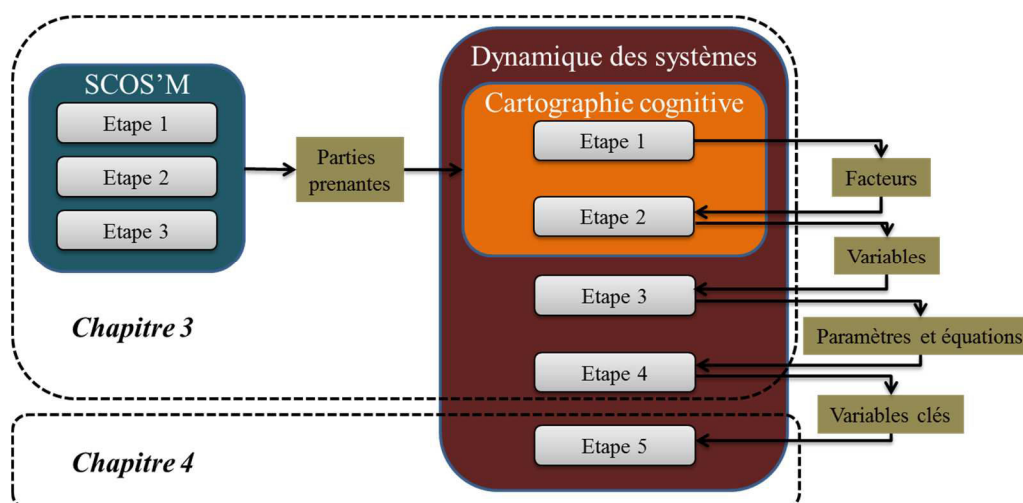 SCOS'M
Etape 1
Etape 2
Etape 3
Parties
prenantes
Dynamique des systèmes
Cartographie cognitive
Etape 1
Facteurs
Etape 2
Variables
Etape 3
Paramètres et équations
Etape 4
Variables clés
Etape 5
Chapitre 3
Chapitre 4